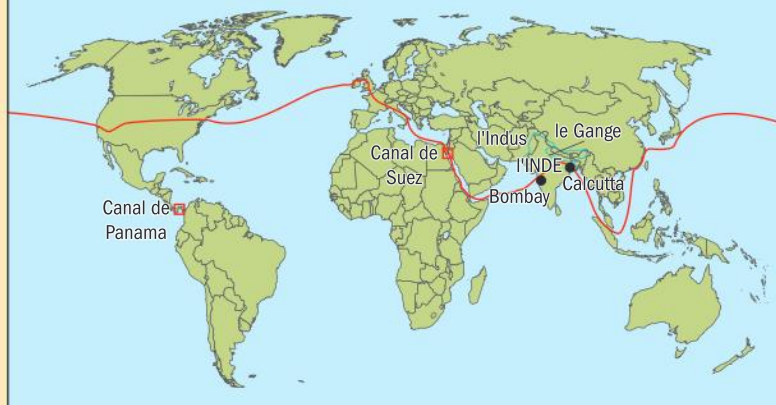 l'Indus
le Gange
Canal de
Suez
l'INDE
Bombay
Calcutta
Canal de
Panama